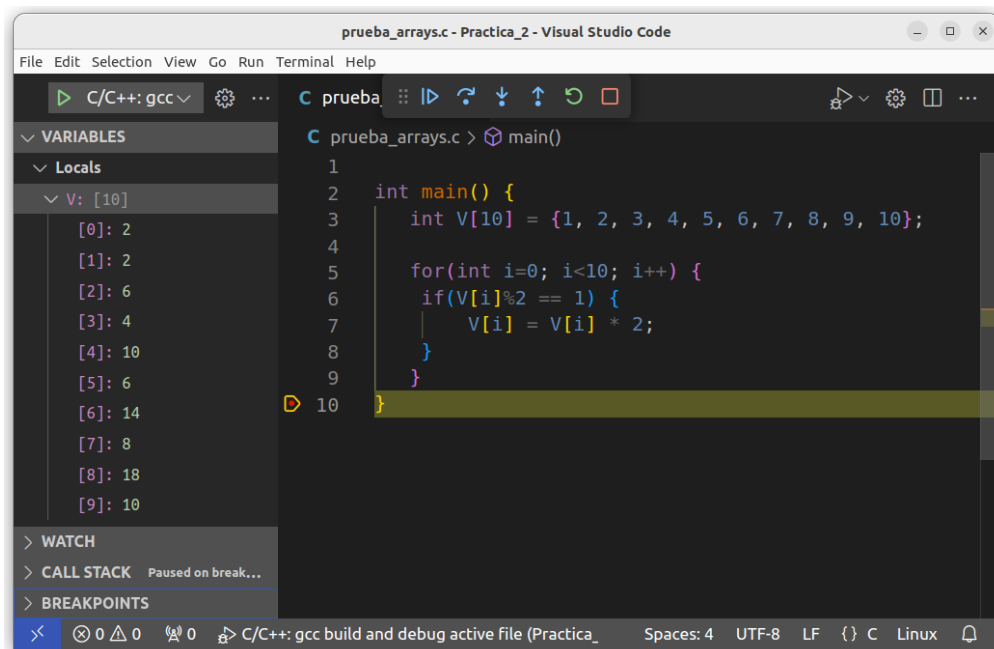 prueba_arrays.c - Practica_2 - Visual Studio Code
File Edit Selection View Go Run Terminal Help
C/C++: gcc
C prueba
C prueba_arrays.c > main()
VARIABLES
Locals
V: [10]
[0]: 2
[1]: 2
[2]: 6
[3]: 4
[4]: 10
[5]: 6
[6]: 14
[7]: 8
[8]: 18
[9]: 10
WATCH
CALL STACK Paused on break...
BREAKPOINTS
1
2 int main() {
3 int V[10] = {1, 2, 3, 4, 5, 6, 7, 8, 9, 10};
4
5 for(int i=0; i<10; i++) {
6 if(V[i]%2 == 1) {
7 V[i] = V[i] * 2;
8 }
9 }
10 }
0 0 0 C/C++: gcc build and debug active file (Practica_ Spaces: 4 UTF-8 LF {} C Linux